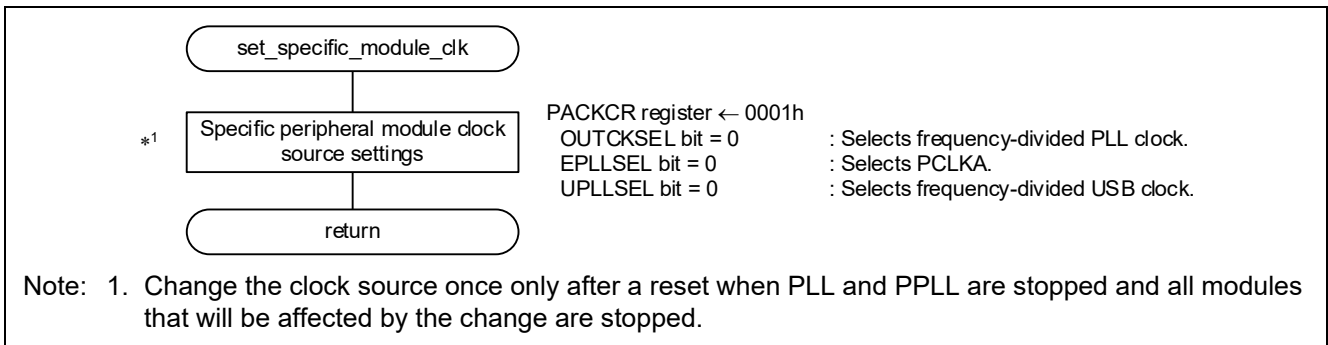 set_specific_module_clk
*1
Specific peripheral module clock
source settings
PACKCR register ← 0001h
OUTCKSEL bit = 0 : Selects frequency-divided PLL clock.
EPLLSEL bit = 0 : Selects PCLKA.
UPLLSEL bit = 0 : Selects frequency-divided USB clock.
return
Note: 1. Change the clock source once only after a reset when PLL and PPLL are stopped and all modules
that will be affected by the change are stopped.